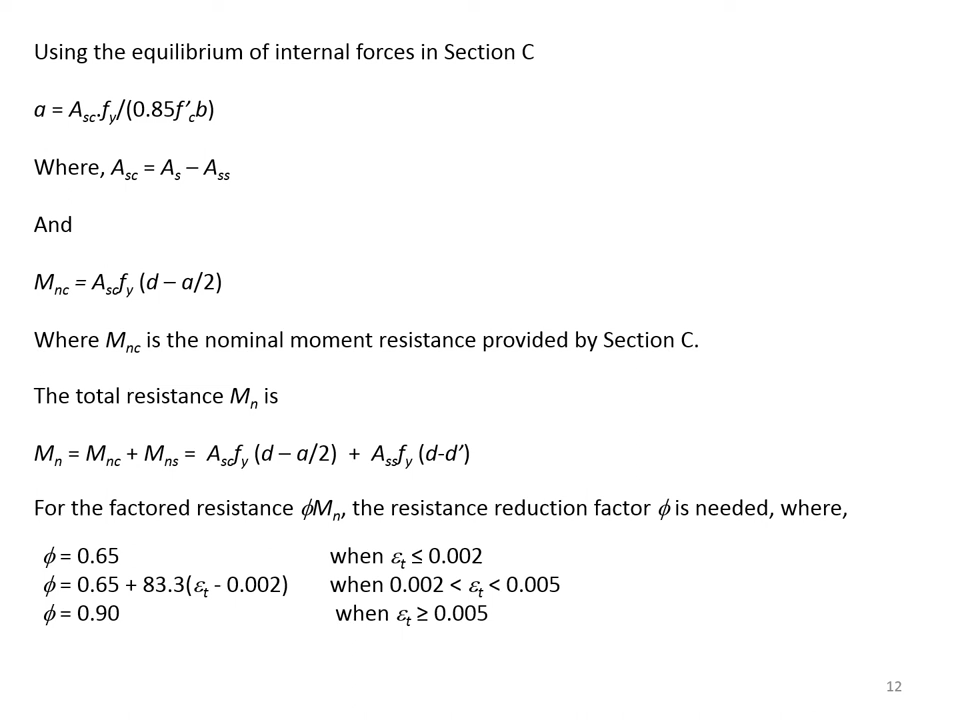 Using the equilibrium of internal forces in Section C
a = Asc.fy/(0.85f’cb)
Where, Asc = As – Ass
And
Mnc = Ascfy (d – a/2)
Where Mnc is the nominal moment resistance provided by Section C.
The total resistance Mn is
Mn = Mnc + Mns = Ascfy (d – a/2) + Assfy (d-d’)
For the factored resistance ϕMn, the resistance reduction factor ϕ is needed, where,
ϕ = 0.65 when εt ≤ 0.002
ϕ = 0.65 + 83.3(εt - 0.002) when 0.002 < εt < 0.005
ϕ = 0.90 when εt ≥ 0.005
12